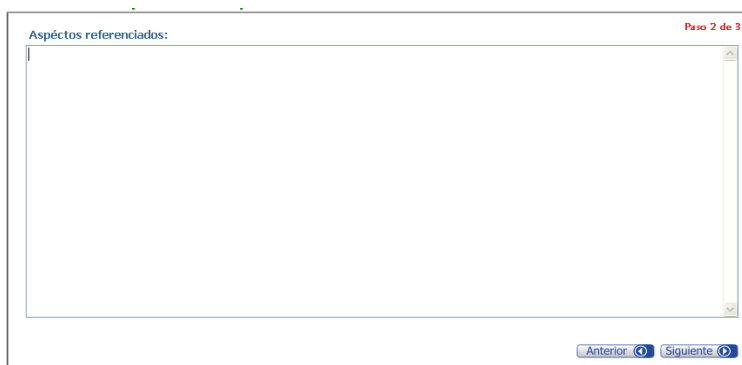 Paso 2 de 3
Aspéctos referenciados:
Anterior
Siguiente